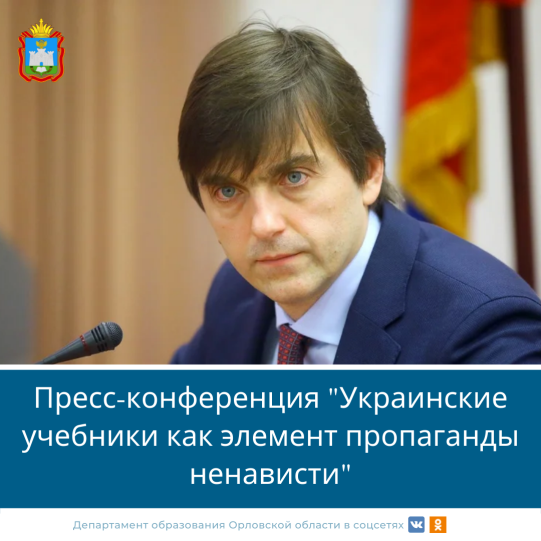 Пресс-конференция "Украинские
учебники как элемент пропаганды
ненависти"
Департамент образования Орловской области в соцсетях